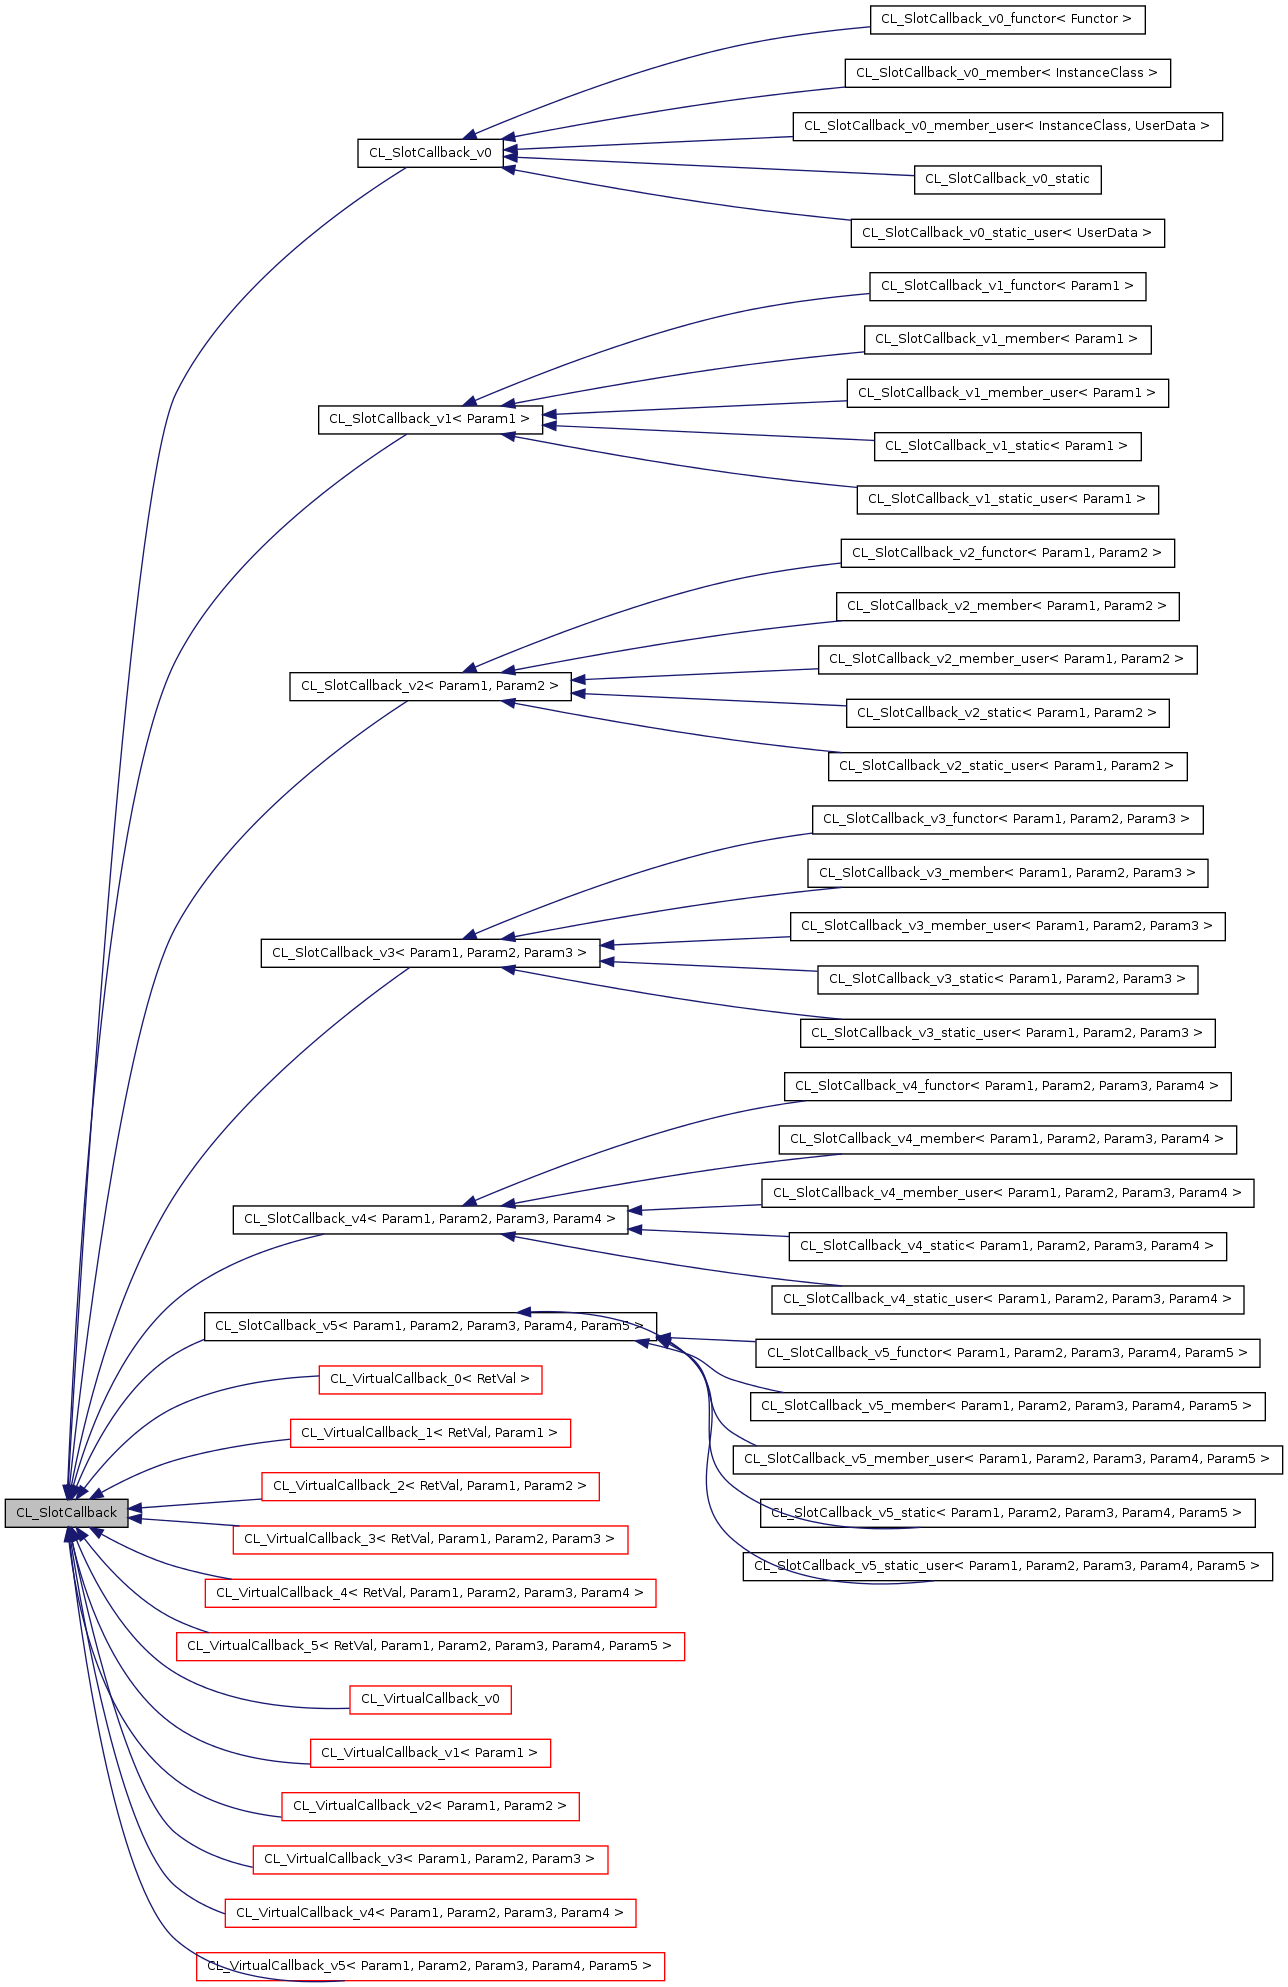 CL_SlotCallback_v0_functor< Functor >
CL_SlotCallback_v0_member< InstanceClass >
CL_SlotCallback_v0_member_user< InstanceClass, UserData >
CL_SlotCallback_v0
CL_SlotCallback_v0_static
CL_SlotCallback_v0_static_user< UserData >
CL_SlotCallback_v1_functor< Param1 >
CL_SlotCallback_v1_member< Param1 >
CL_SlotCallback_v1_member_user< Param1 >
CL_SlotCallback_v1< Param1 >
CL_SlotCallback_v1_static< Param1 >
CL_SlotCallback_v1_static_user< Param1 >
CL_SlotCallback_v2_functor< Param1, Param2 >
CL_SlotCallback_v2_member< Param1, Param2 >
CL_SlotCallback_v2_member_user< Param1, Param2 >
CL_SlotCallback_v2< Param1, Param2 >
CL_SlotCallback_v2_static< Param1, Param2 >
CL_SlotCallback_v2_static_user< Param1, Param2 >
CL_SlotCallback_v3_functor< Param1, Param2, Param3 >
CL_SlotCallback_v3_member< Param1, Param2, Param3 >
CL_SlotCallback_v3_member_user< Param1, Param2, Param3 >
CL_SlotCallback_v3< Param1, Param2, Param3 >
CL_SlotCallback_v3_static< Param1, Param2, Param3 >
CL_SlotCallback_v3_static_user< Param1, Param2, Param3 >
CL_SlotCallback_v4_functor< Param1, Param2, Param3, Param4 >
CL_SlotCallback_v4_member< Param1, Param2, Param3, Param4 >
CL_SlotCallback_v4_member_user< Param1, Param2, Param3, Param4 >
CL_SlotCallback_v4< Param1, Param2, Param3, Param4 >
CL_SlotCallback_v4_static< Param1, Param2, Param3, Param4 >
CL_SlotCallback_v4_static_user< Param1, Param2, Param3, Param4 >
CL_SlotCallback_v5< Param1, Param2, Param3, Param4, Param5 >
CL_SlotCallback_v5_functor< Param1, Param2, Param3, Param4, Param5 >
CL_VirtualCallback_0< RetVal >
CL_SlotCallback_v5_member< Param1, Param2, Param3, Param4, Param5 >
CL_VirtualCallback_1< RetVal, Param1 >
CL_SlotCallback_v5_member_user< Param1, Param2, Param3, Param4, Param5 >
CL_VirtualCallback_2< RetVal, Param1, Param2 >
CL_SlotCallback
CL_SlotCallback_v5_static< Param1, Param2, Param3, Param4, Param5 >
CL_VirtualCallback_3< RetVal, Param1, Param2, Param3 >
CL_SlotCallback_v5_static_user< Param1, Param2, Param3, Param4, Param5 >
CL_VirtualCallback_4< RetVal, Param1, Param2, Param3, Param4 >
CL_VirtualCallback_5< RetVal, Param1, Param2, Param3, Param4, Param5 >
CL_VirtualCallback_v0
CL_VirtualCallback_v1< Param1 >
CL_VirtualCallback_v2< Param1, Param2 >
CL_VirtualCallback_v3< Param1, Param2, Param3 >
CL_VirtualCallback_v4< Param1, Param2, Param3, Param4 >
CL_VirtualCallback_v5< Param1, Param2, Param3, Param4, Param5 >